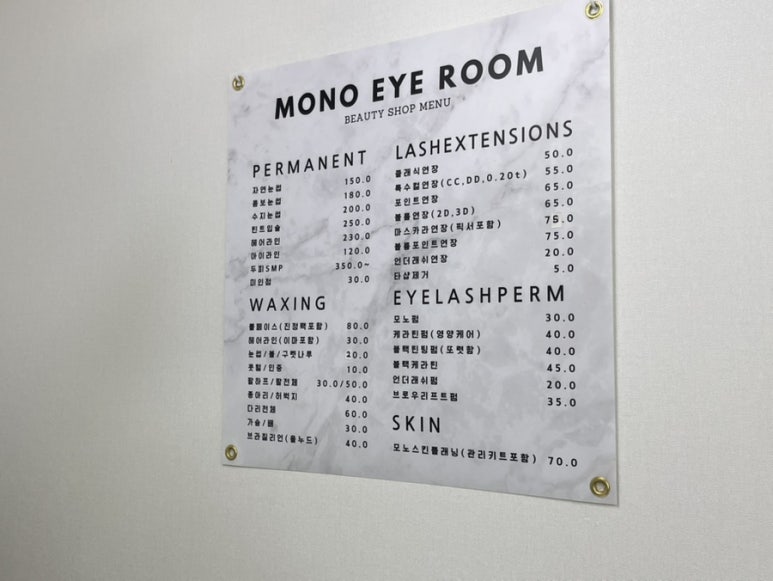 MONO EYE ROOM
BEAUTY SHOP MENU
PERMANENT
자연눈썹 150.0
콤보눈썹 180.0
수지눈썹 200.0
틴트입술 250.0
헤어라인 230.0
아이라인 120.0
두피SMP 350.0~
미인점 30.0
WAXING
풀페이스(진정팩포함) 80.0
헤어라인(이마포함) 30.0
눈썹/볼/구렛나루 20.0
콧털/인중 10.0
팔하프/팔전체 30.0/50.0
종아리/허벅지 40.0
다리전체 60.0
가슴/배 30.0
브라질리언(올누드) 40.0
LASHEXTENSIONS
클래식연장 50.0
특수컬연장(CC,DD,0.20t) 55.0
포인트연장 65.0
볼륨연장(2D,3D) 65.0
마스카라연장(픽서포함) 75.0
볼륨포인트연장 75.0
언더래쉬연장 20.0
타샵제거 5.0
EYELASHPERM
모노펌 30.0
케라틴펌(영양케어) 40.0
블랙틴팅펌(또렷함) 40.0
블랙케라틴 45.0
언더래쉬펌 20.0
브로우리프트펌 35.0
SKIN
모노스킨플래닝(관리키트포함) 70.0